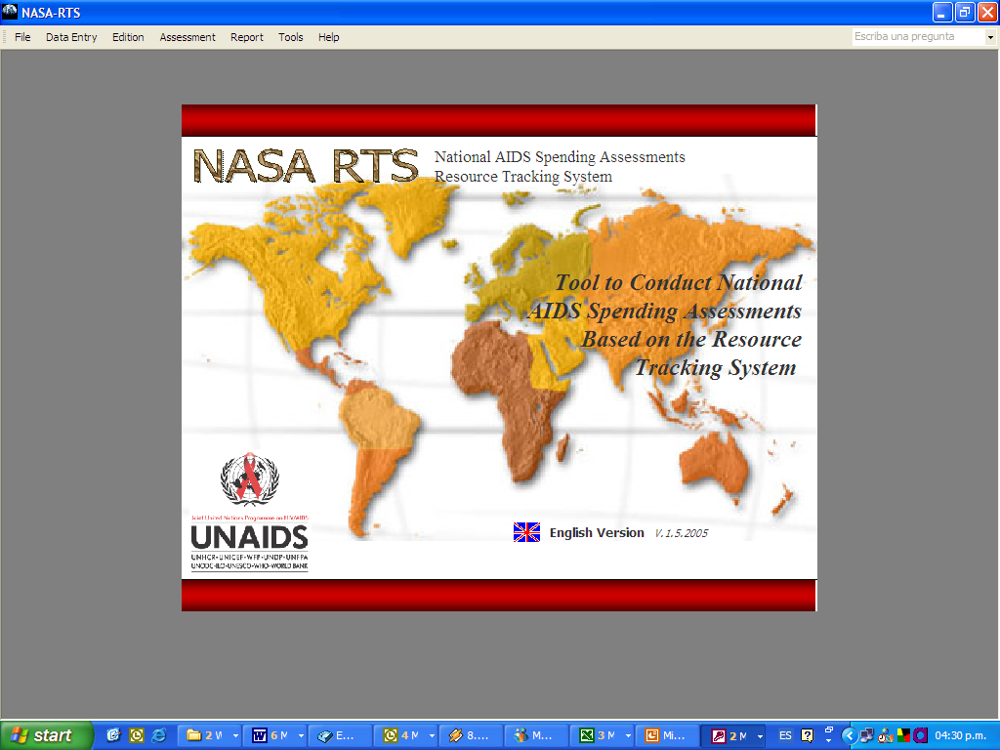 NASA-RTS
File Data Entry Edition Assessment Report Tools Help
Escriba una pregunta
NASA RTS
National AIDS Spending Assessments
Resource Tracking System
Tool to Conduct National
AIDS Spending Assessments
Based on the Resource
Tracking System
Joint United Nations Programme on HIV/AIDS
UNAIDS
UNHCR•UNICEF•WFP•UNDP•UNFPA
UNODC•ILO•UNESCO•WHO•WORLD BANK
English Version V.1.5.2005
start
2 W
6 M
E...
4 M
8....
M...
3 M
Mi...
2 M
ES
04:30 p.m.